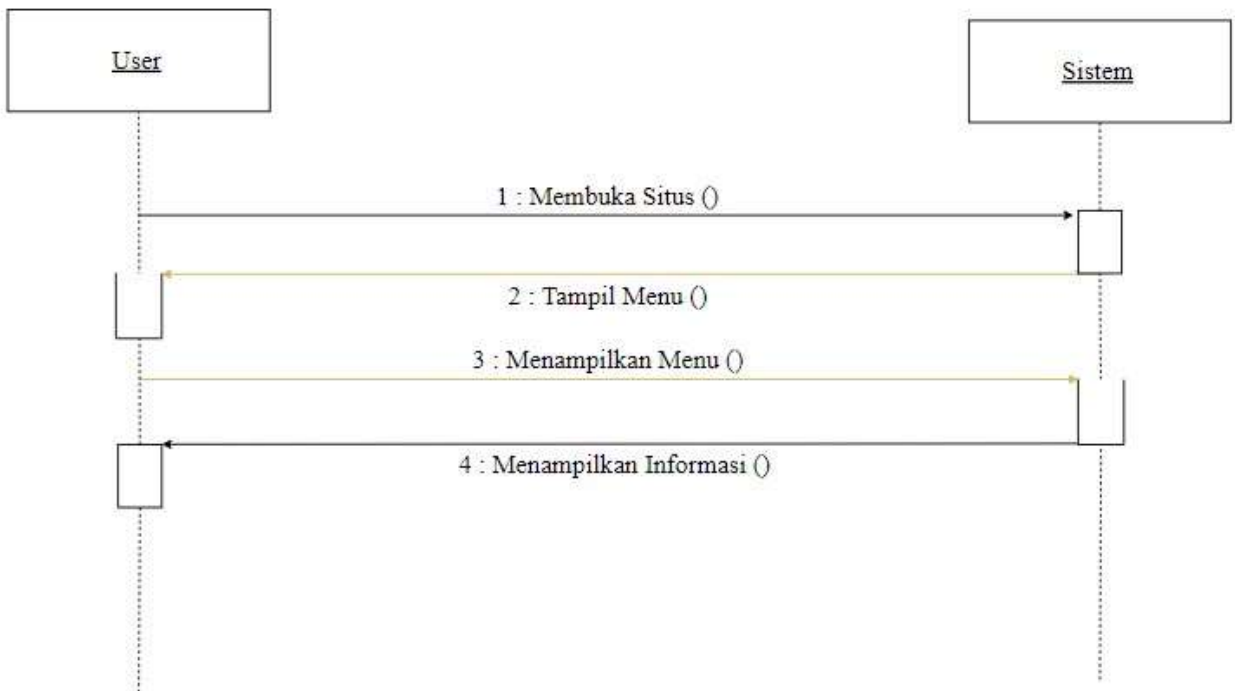 User
Sistem
1 : Membuka Situs ()
2 : Tampil Menu ()
3 : Menampilkan Menu ()
4 : Menampilkan Informasi ()